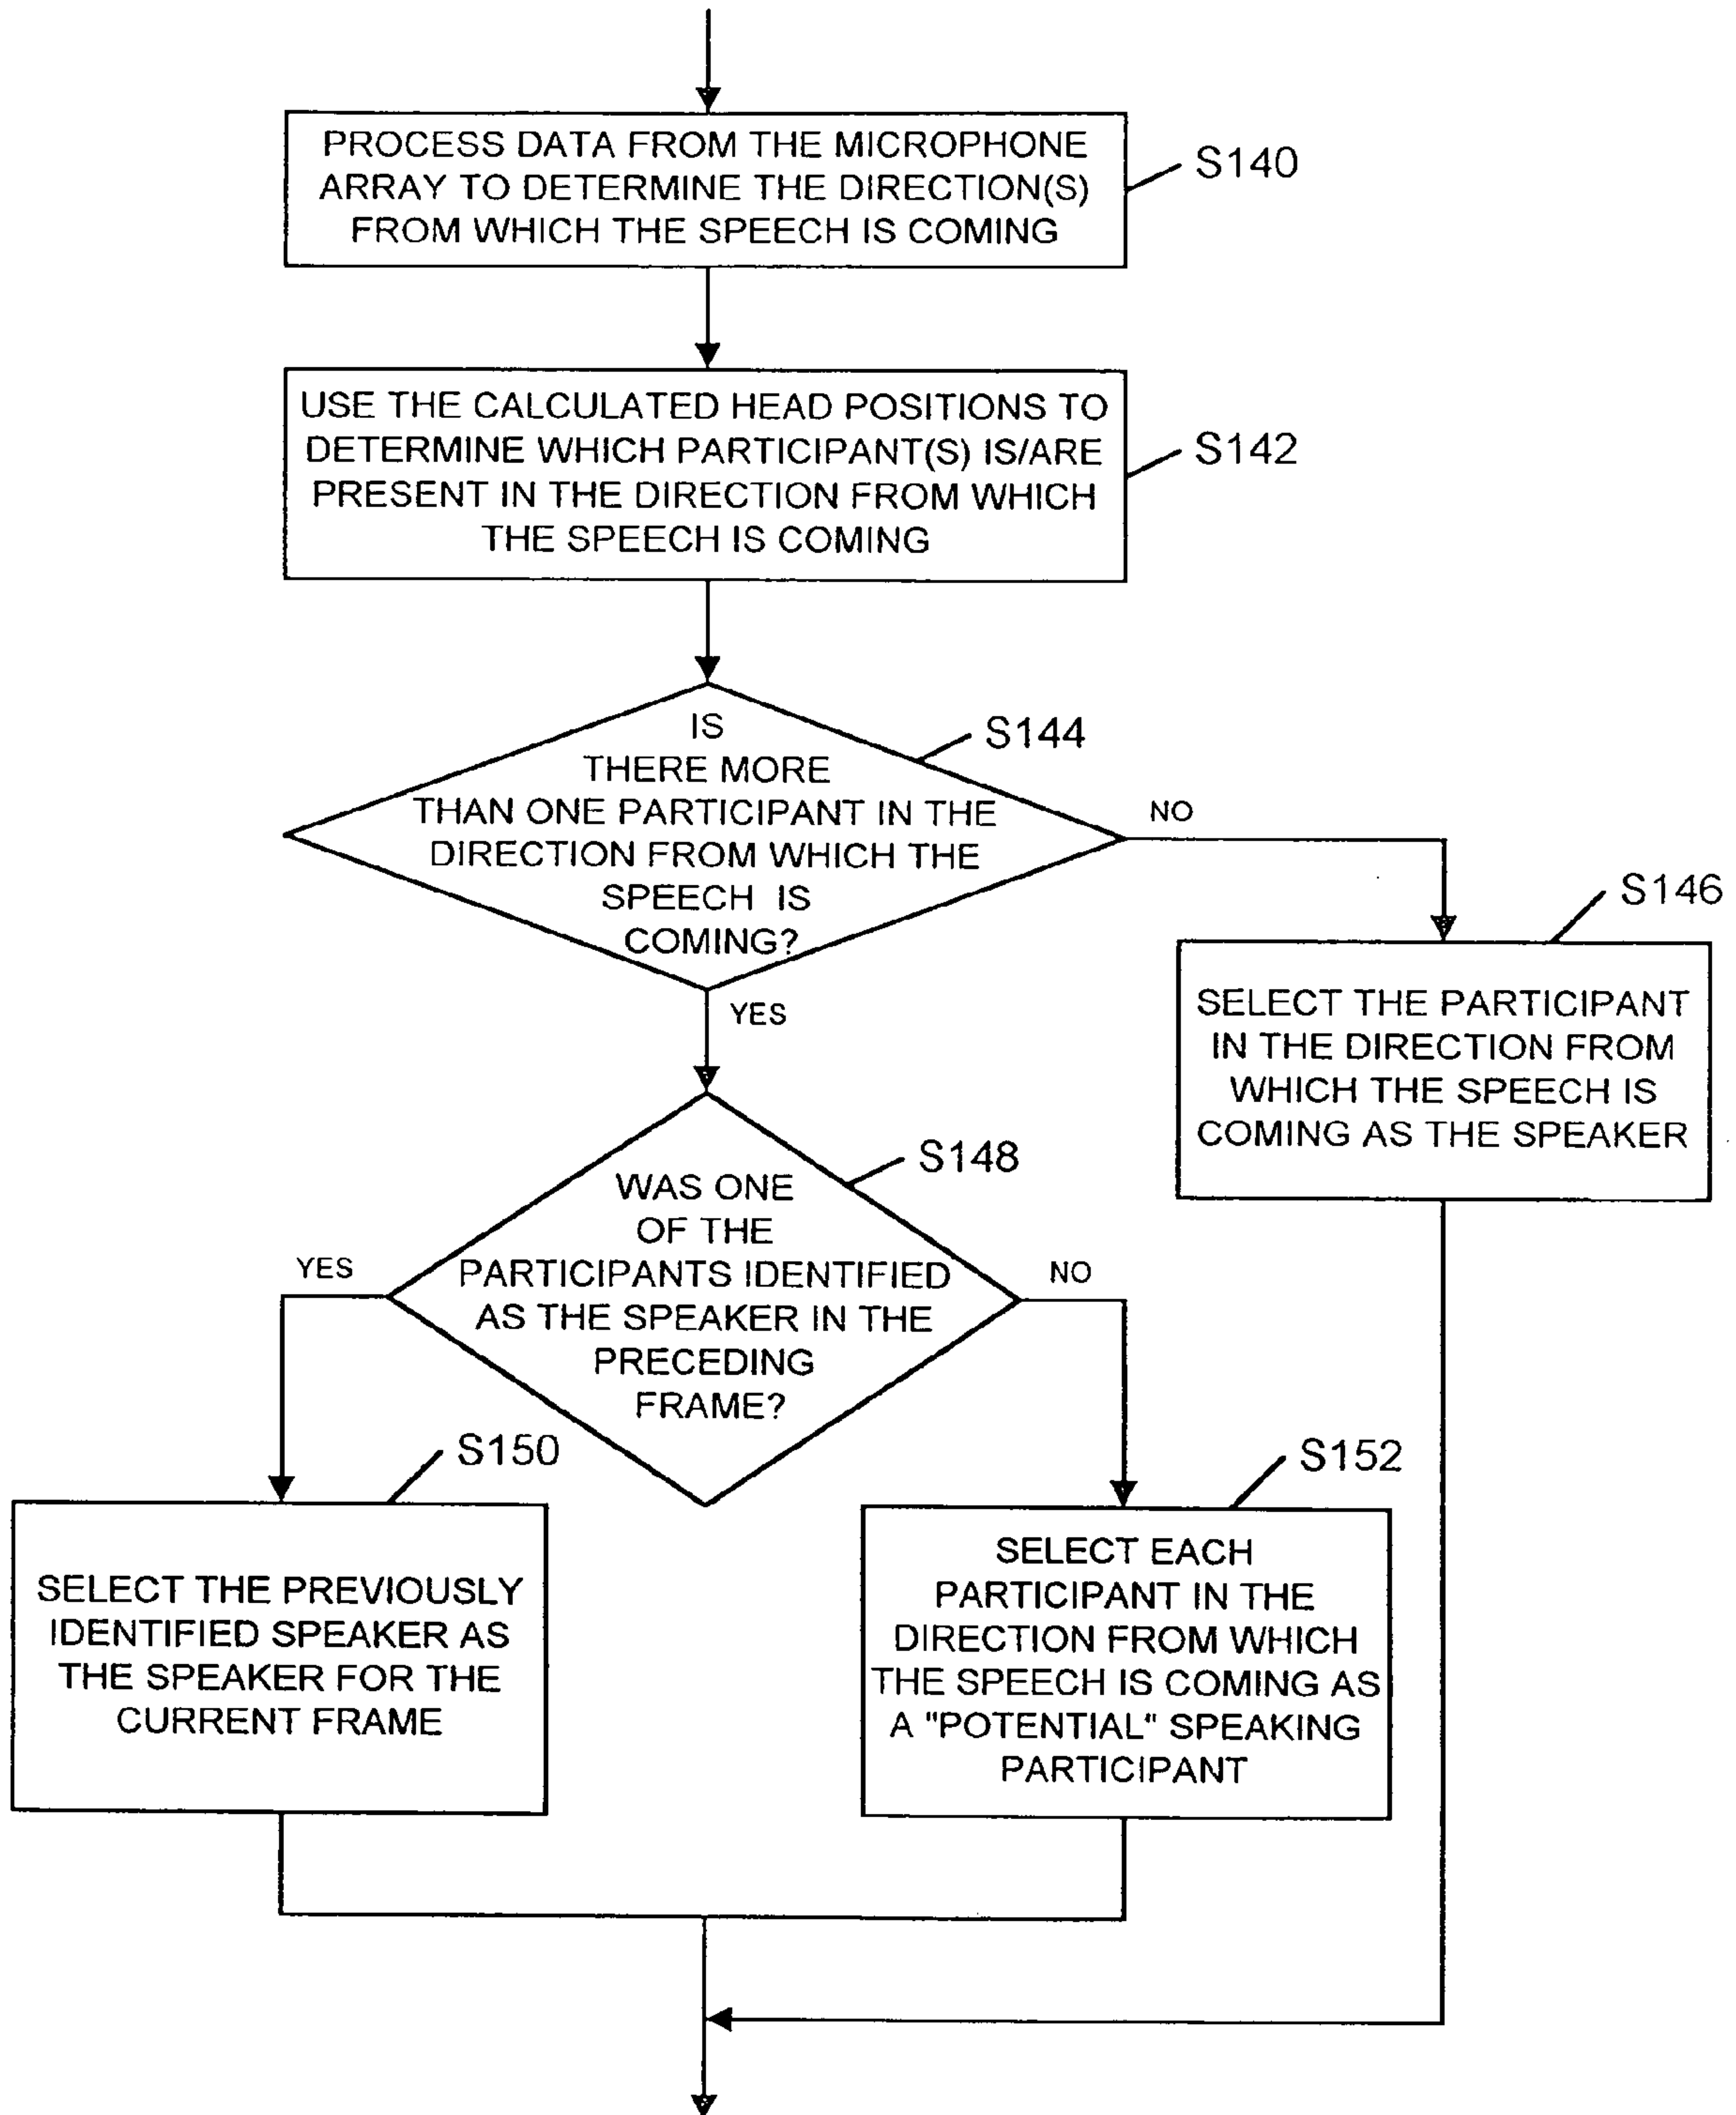 PROCESS DATA FROM THE MICROPHONE
ARRAY TO DETERMINE THE DIRECTION(S)
FROM WHICH THE SPEECH IS COMING
S140
USE THE CALCULATED HEAD POSITIONS TO
DETERMINE WHICH PARTICIPANT(S) IS/ARE
PRESENT IN THE DIRECTION FROM WHICH
THE SPEECH IS COMING
S142
IS
THERE MORE
THAN ONE PARTICIPANT IN THE
DIRECTION FROM WHICH THE
SPEECH IS
COMING?
S144
NO
YES
S146
SELECT THE PARTICIPANT
IN THE DIRECTION FROM
WHICH THE SPEECH IS
COMING AS THE SPEAKER
WAS ONE
OF THE
PARTICIPANTS IDENTIFIED
AS THE SPEAKER IN THE
PRECEDING
FRAME?
S148
YES
NO
S150
SELECT THE PREVIOUSLY
IDENTIFIED SPEAKER AS
THE SPEAKER FOR THE
CURRENT FRAME
S152
SELECT EACH
PARTICIPANT IN THE
DIRECTION FROM WHICH
THE SPEECH IS COMING AS
A "POTENTIAL" SPEAKING
PARTICIPANT